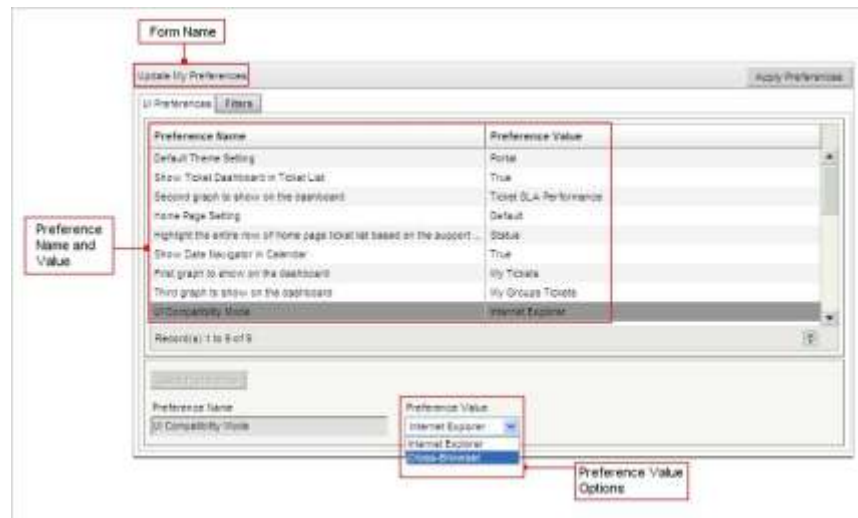 Form Name
Update My Preferences
Apply Preferences
UI Preferences Filters
Preference Name Preference Value
Default Theme Setting Portal
Show Ticket Dashboard in Ticket List True
Second graph to show on the dashboard Ticket SLA Performance
Home Page Setting Default
Highlight the entire row of home page ticket list based on the support ... Status
Show Date Navigator in Calendar True
First graph to show on the dashboard My Tickets
Third graph to show on the dashboard My Groups Tickets
UI Compatibility Mode Internet Explorer
Record(s) 1 to 9 of 9
Preference
Name and
Value
Preference Name Preference Value
UI Compatibility Mode Internet Explorer
Internet Explorer
Cross-Browser
Preference Value
Options